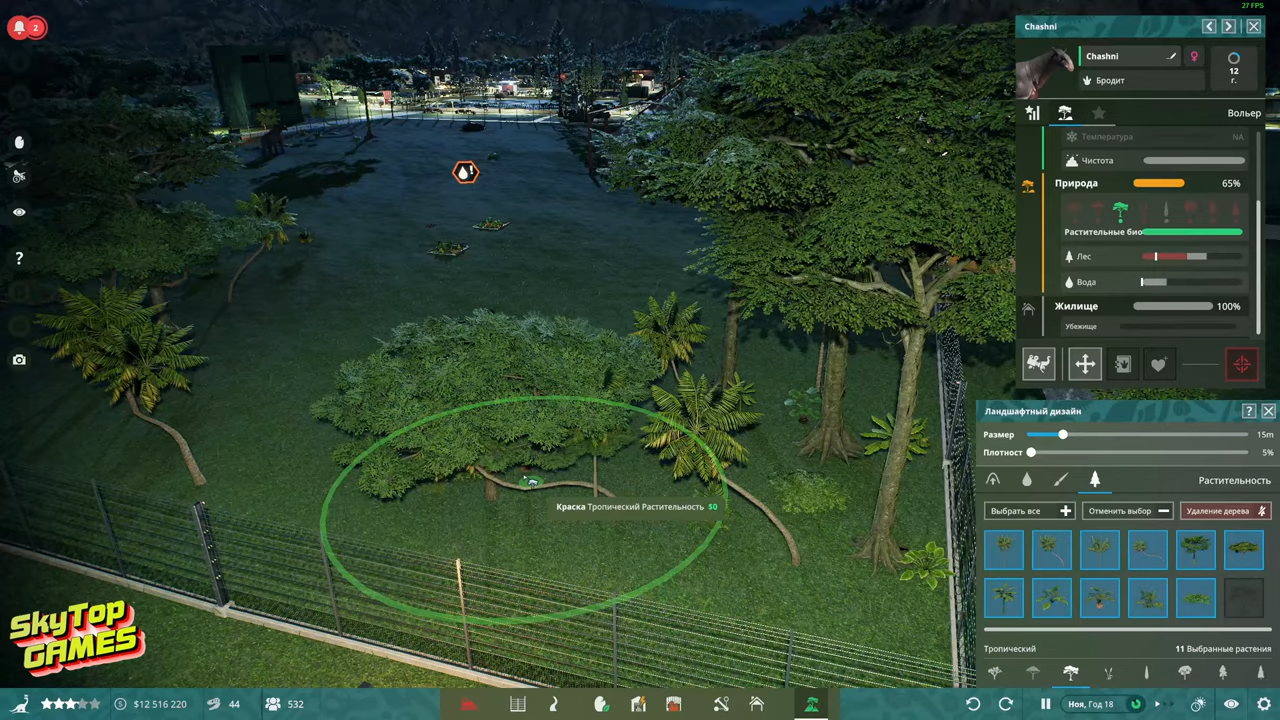 27 FPS
2
Chashni
Chashni
Бродит
12
г.
Вольер
Температура NA
Чистота
Природа 65%
Растительные био
Лес
Вода
Жилище 100%
Убежище
Ландшафтный дизайн
?
Размер 15m
Плотност 5%
Растительность
Выбрать все
Отменить выбор
Удаление дерева
Краска Тропический Растительность $0
Тропический 11 Выбранные растения
SKYTOP
GAMES
$12 516 220
44
532
Ноя, Год 18